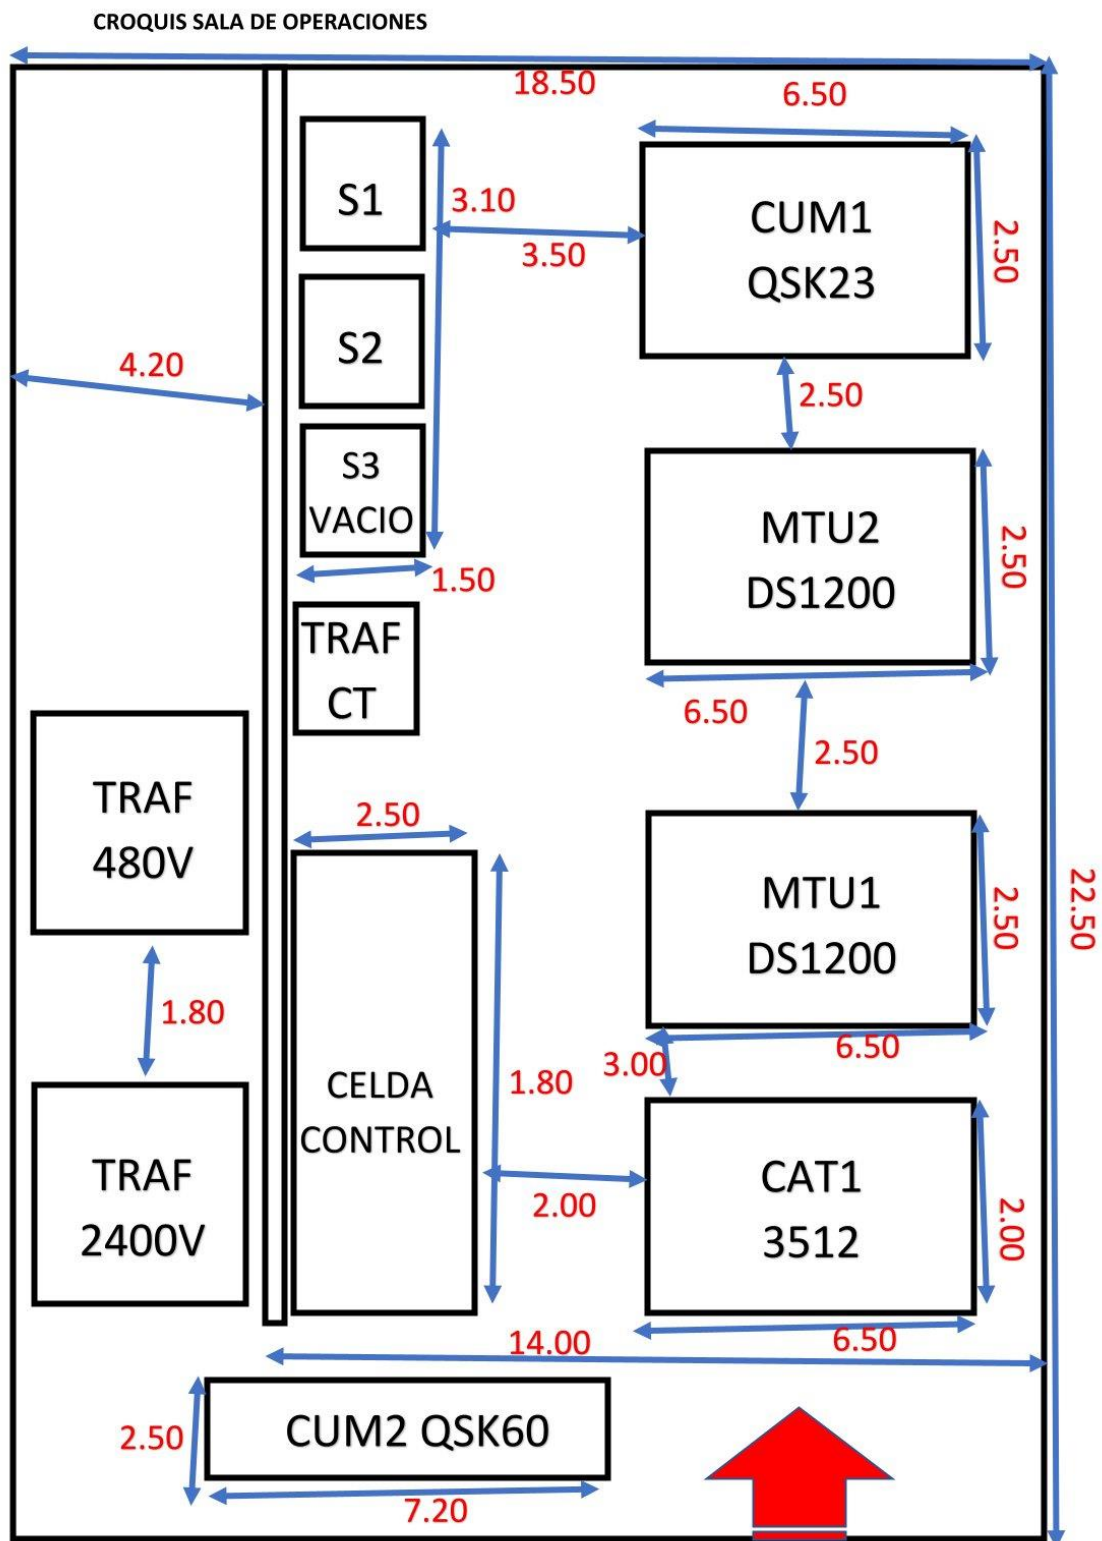 CROQUIS SALA DE OPERACIONES
18.50
6.50
S1
3.10
3.50
CUM1
QSK23
2.50
S2
4.20
2.50
S3
VACIO
1.50
MTU2
DS1200
2.50
TRAF
CT
6.50
2.50
TRAF
480V
2.50
MTU1
DS1200
2.50
22.50
1.80
6.50
3.00
CELDA
CONTROL
1.80
TRAF
2400V
2.00
CAT1
3512
2.00
14.00
6.50
2.50
CUM2 QSK60
7.20